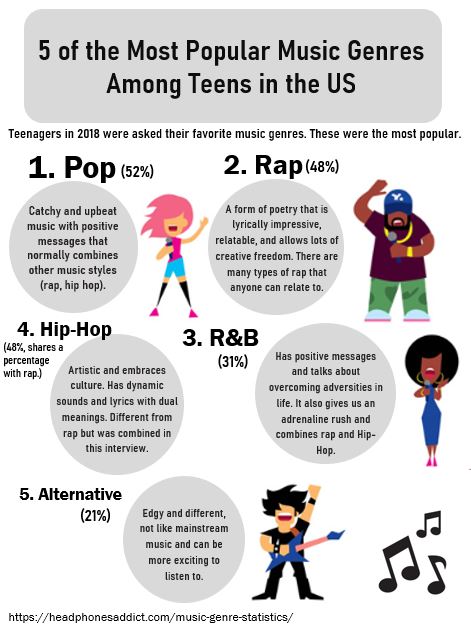 5 of the Most Popular Music Genres
Among Teens in the US
Teenagers in 2018 were asked their favorite music genres. These were the most popular.
1. Pop (52%)
Catchy and upbeat
music with positive
messages that
normally combines
other music styles
(rap, hip hop).
2. Rap (48%)
A form of poetry that is
lyrically impressive,
relatable, and allows lots of
creative freedom. There are
many types of rap that
anyone can relate to.
4. Hip-Hop
(48%, shares a
percentage
with rap.)
Artistic and embraces
culture. Has dynamic
sounds and lyrics with dual
meanings. Different from
rap but was combined in
this interview.
3. R&B
(31%)
Has positive messages
and talks about
overcoming adversities in
life. It also gives us an
adrenaline rush and
combines rap and Hip-
Hop.
5. Alternative
(21%)
Edgy and different,
not like mainstream
music and can be
more exciting to
listen to.
https://headphonesaddict.com/music-genre-statistics/